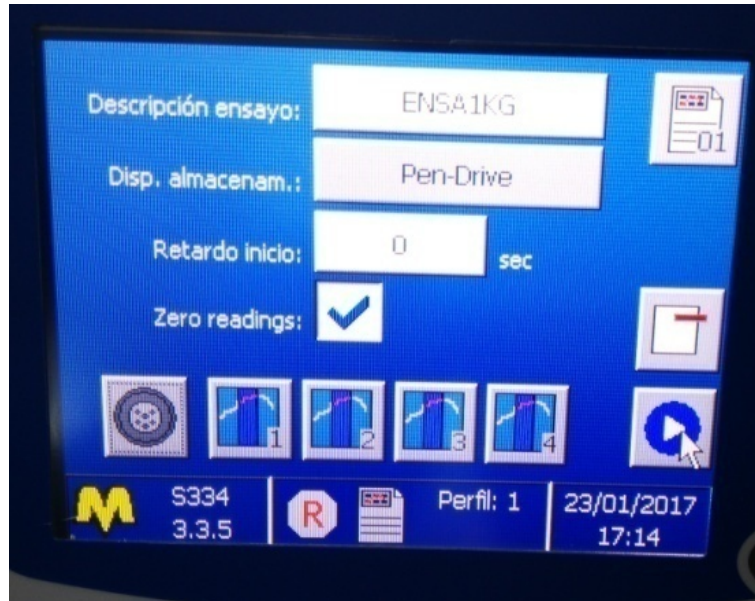 Descripción ensayo: ENSA1KG
01
Disp. almacenam.: Pen-Drive
Retardo inicio: 0 sec
Zero readings:
1 2 3 4
S334 R Perfil: 1 23/01/2017
3.3.5 17:14